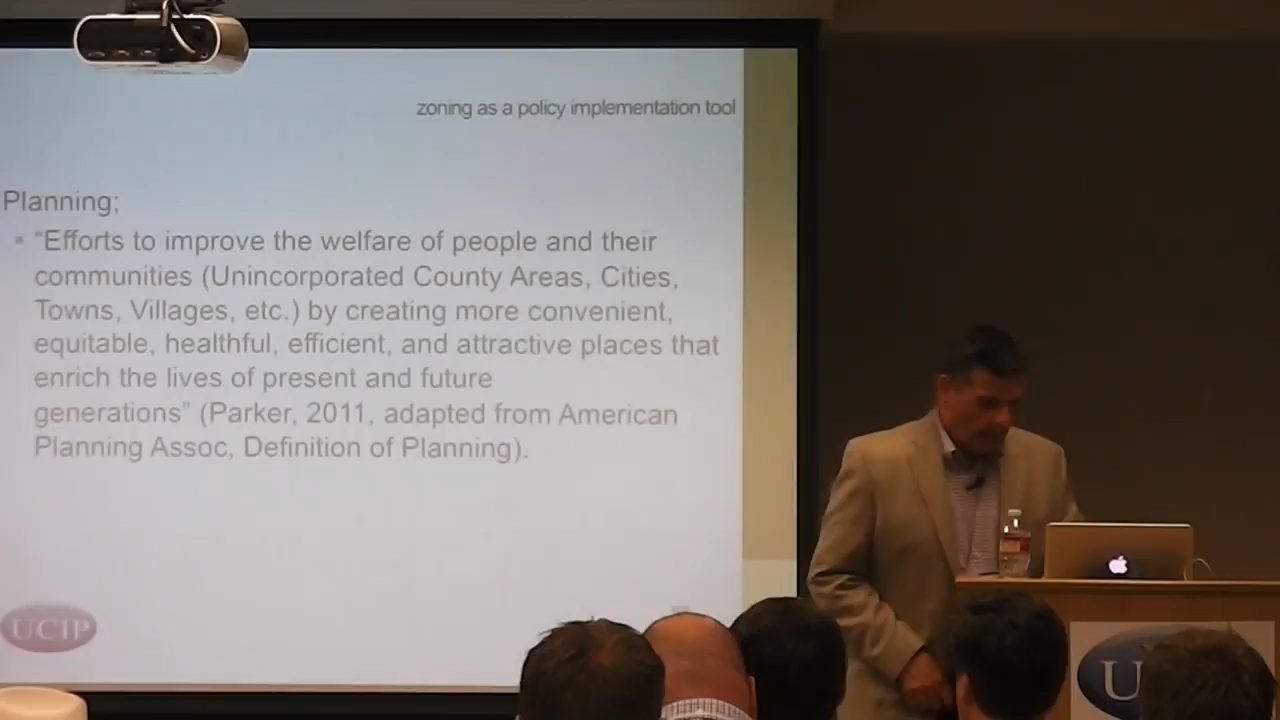 zoning as a policy implementation tool
Planning;
▪ “Efforts to improve the welfare of people and their
communities (Unincorporated County Areas, Cities,
Towns, Villages, etc.) by creating more convenient,
equitable, healthful, efficient, and attractive places that
enrich the lives of present and future
generations” (Parker, 2011, adapted from American
Planning Assoc, Definition of Planning).
UCIP
U